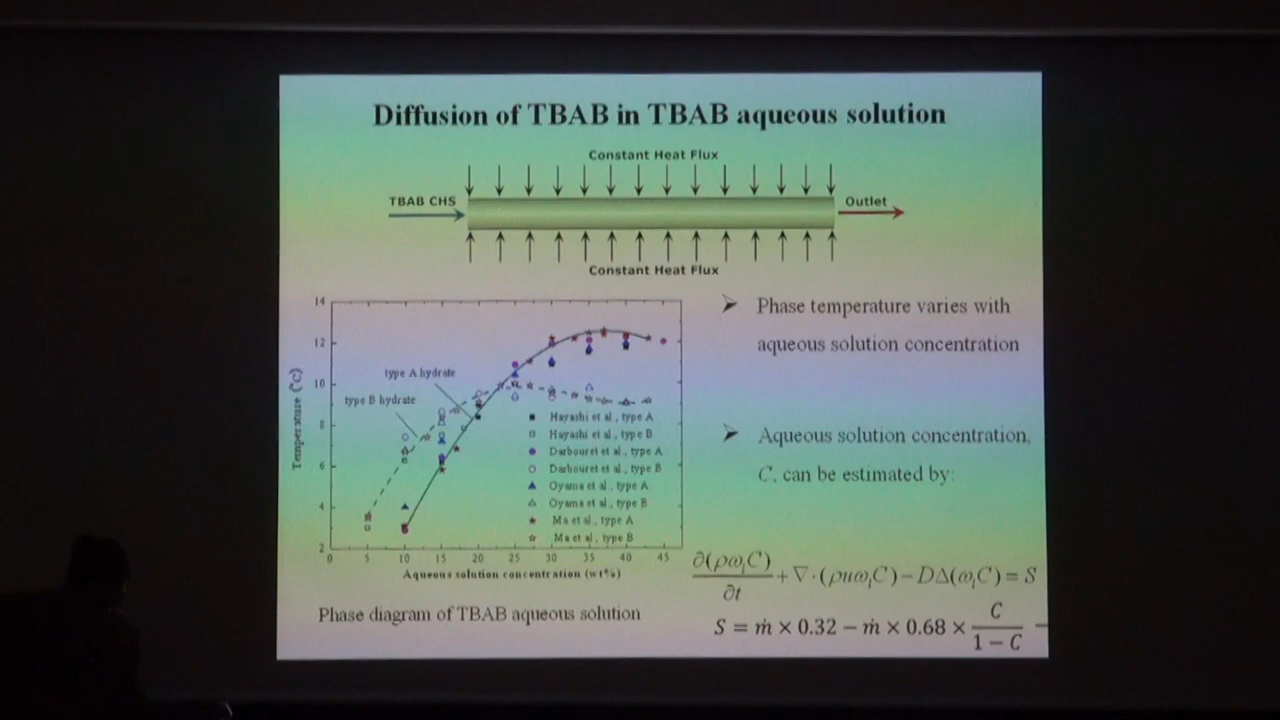 Diffusion of TBAB in TBAB aqueous solution
Constant Heat Flux
TBAB CHS
Outlet
Constant Heat Flux
14
12
10
8
6
4
2
0 5 10 15 20 25 30 35 40 45
Temperature (°C)
type A hydrate
type B hydrate
Hayashi et al., type A
Hayashi et al., type B
Darbouret et al., type A
Darbouret et al., type B
Oyama et al., type A
Oyama et al., type B
Ma et al., type A
Ma et al., type B
Aqueous solution concentration (wt%)
Phase diagram of TBAB aqueous solution
➢ Phase temperature varies with
aqueous solution concentration
➢ Aqueous solution concentration,
C, can be estimated by:
∂(ρω_lC)/∂t + ∇·(ρuω_lC) − DΔ(ω_lC) = S
S = ṁ × 0.32 − ṁ × 0.68 × C/(1 − C) −